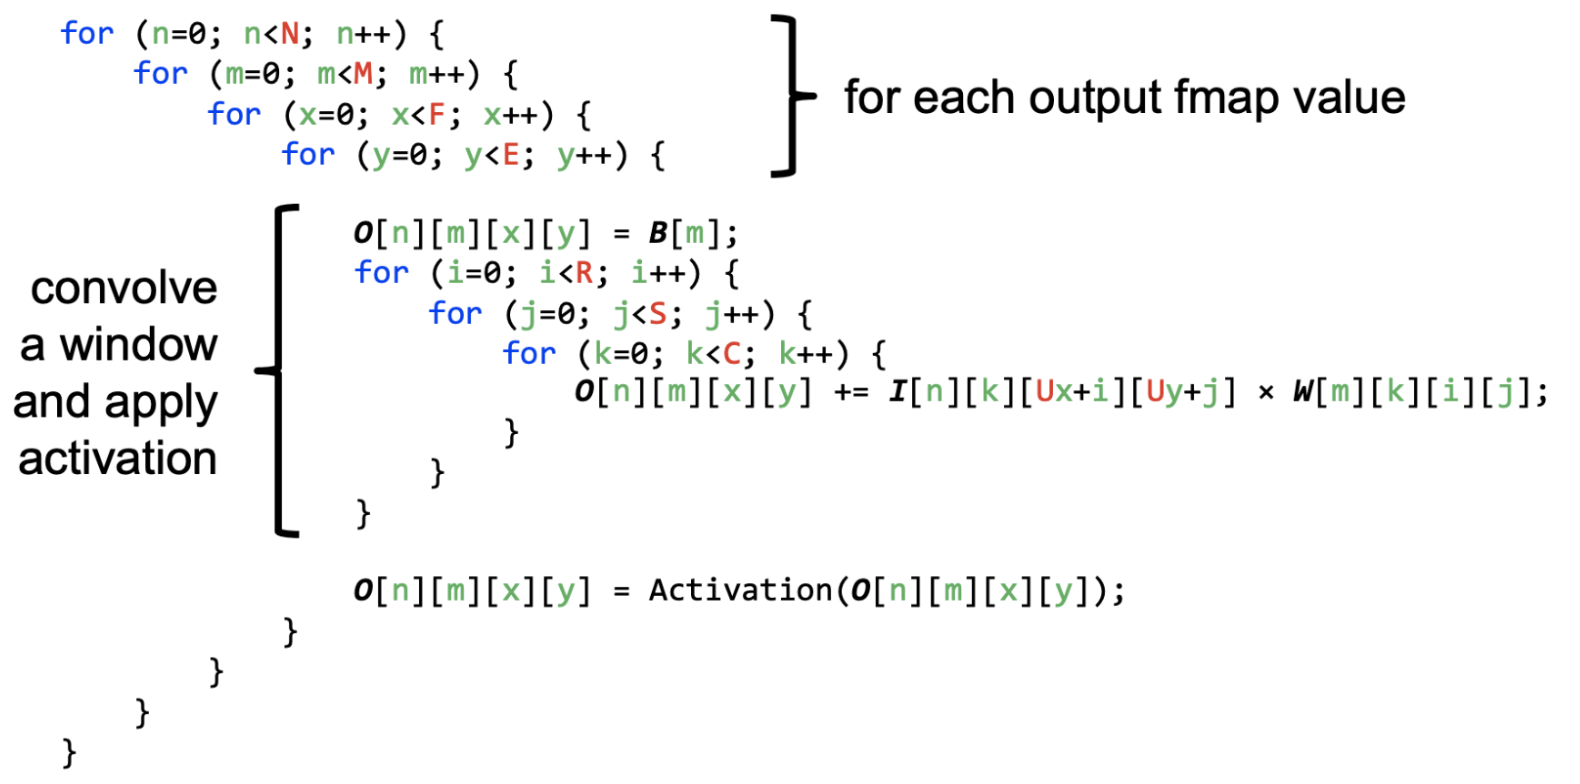 for (n=0; n<N; n++) {
for (m=0; m<M; m++) {
for (x=0; x<F; x++) {
for (y=0; y<E; y++) {
for each output fmap value
convolve
a window
and apply
activation
O[n][m][x][y] = B[m];
for (i=0; i<R; i++) {
for (j=0; j<S; j++) {
for (k=0; k<C; k++) {
O[n][m][x][y] += I[n][k][Ux+i][Uy+j] × W[m][k][i][j];
}
}
}
O[n][m][x][y] = Activation(O[n][m][x][y]);
}
}
}
}